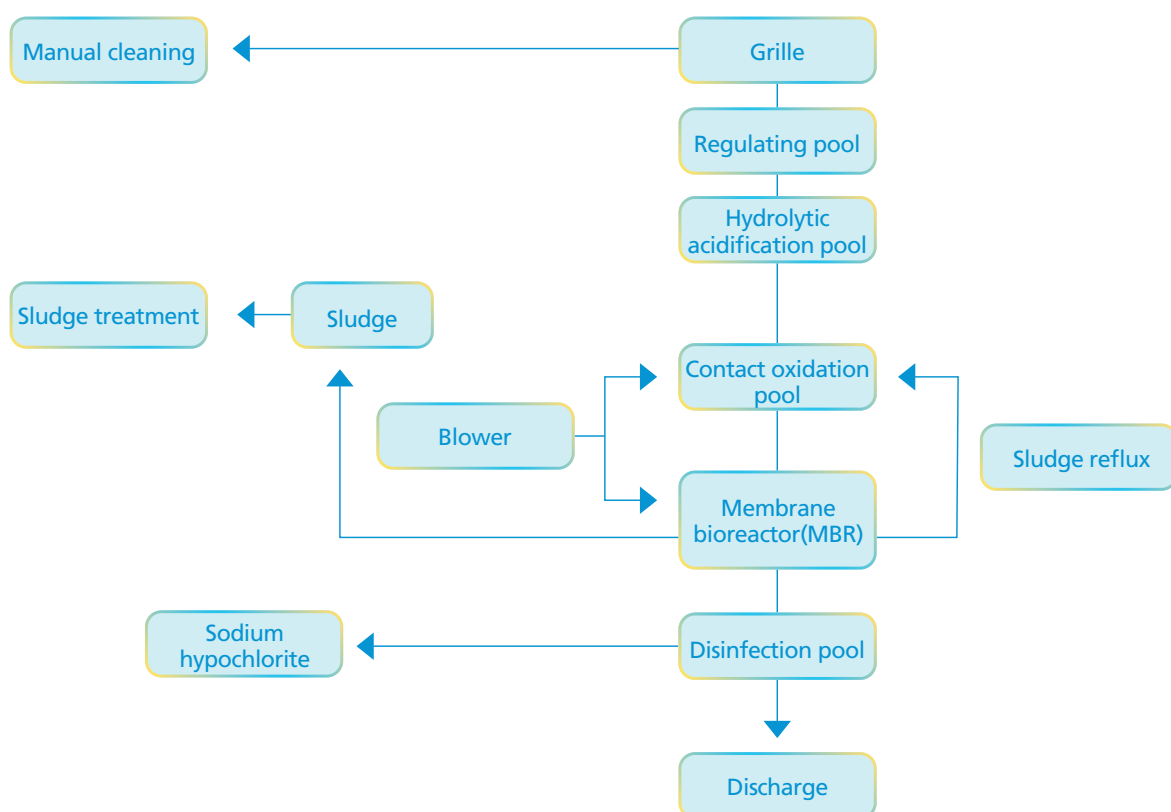 Manual cleaning
Grille
Regulating pool
Hydrolytic
acidification pool
Sludge treatment
Sludge
Contact oxidation
pool
Blower
Sludge reflux
Membrane
bioreactor(MBR)
Sodium
hypochlorite
Disinfection pool
Discharge